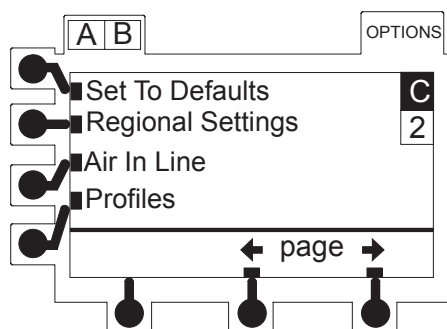 A B
OPTIONS
Set To Defaults
C
Regional Settings
2
Air In Line
Profiles
page